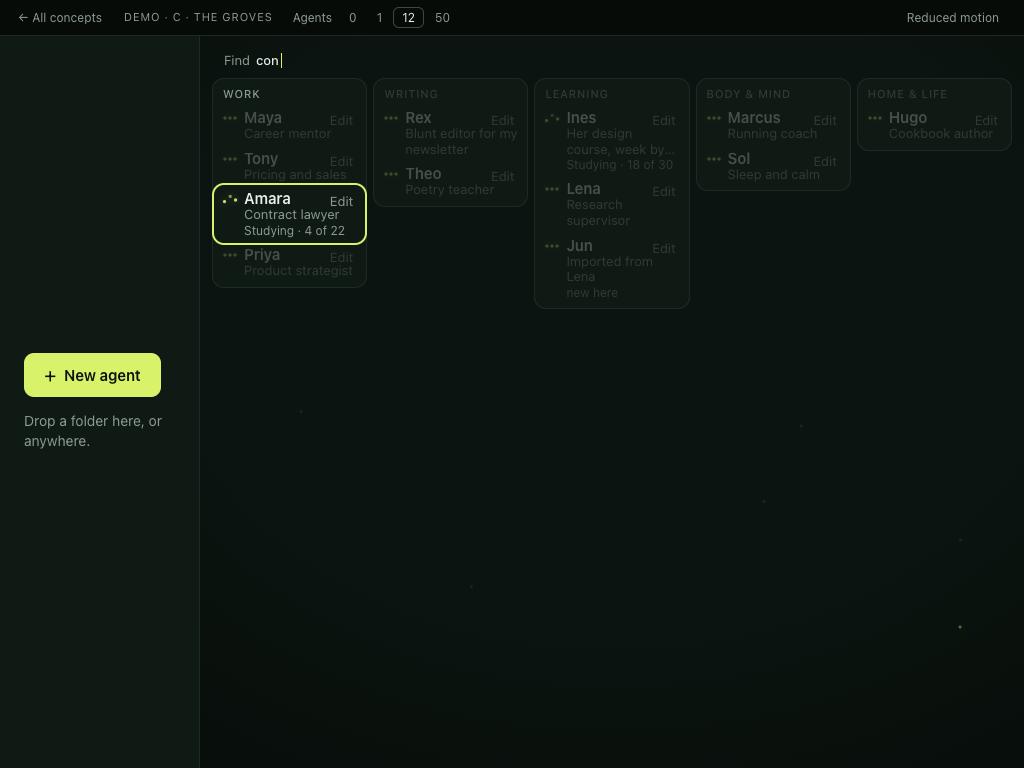 ← All concepts DEMO · C · THE GROVES Agents 0 1 12 50 Reduced motion
Find con
WORK
Maya Edit
Career mentor
Tony Edit
Pricing and sales
Amara Edit
Contract lawyer
Studying · 4 of 22
Priya Edit
Product strategist
WRITING
Rex Edit
Blunt editor for my
newsletter
Theo Edit
Poetry teacher
LEARNING
Ines Edit
Her design
course, week by…
Studying · 18 of 30
Lena Edit
Research
supervisor
Jun Edit
Imported from
Lena
new here
BODY & MIND
Marcus Edit
Running coach
Sol Edit
Sleep and calm
HOME & LIFE
Hugo Edit
Cookbook author
+ New agent
Drop a folder here, or
anywhere.